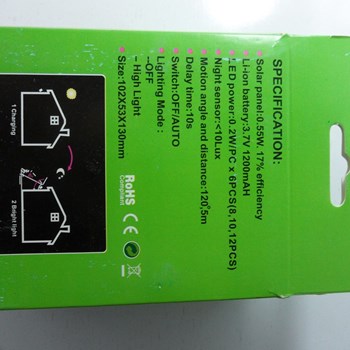 SPECIFICATION:
Solar panel:0.55W, 17% efficiency
Li-ion battery:3.7V 1200mAH
LED power:0.2W/PC x 6PCS(8,10,12PCS)
Night sensor:<10Lux
Motion angle and distance:120°,5m
Delay time:10s
Switch:OFF/AUTO
Lighting Mode :
- High Light
--OFF
Size:102X53X130mm
RoHS
Compliant
CE
1 Charging
2 Bright light